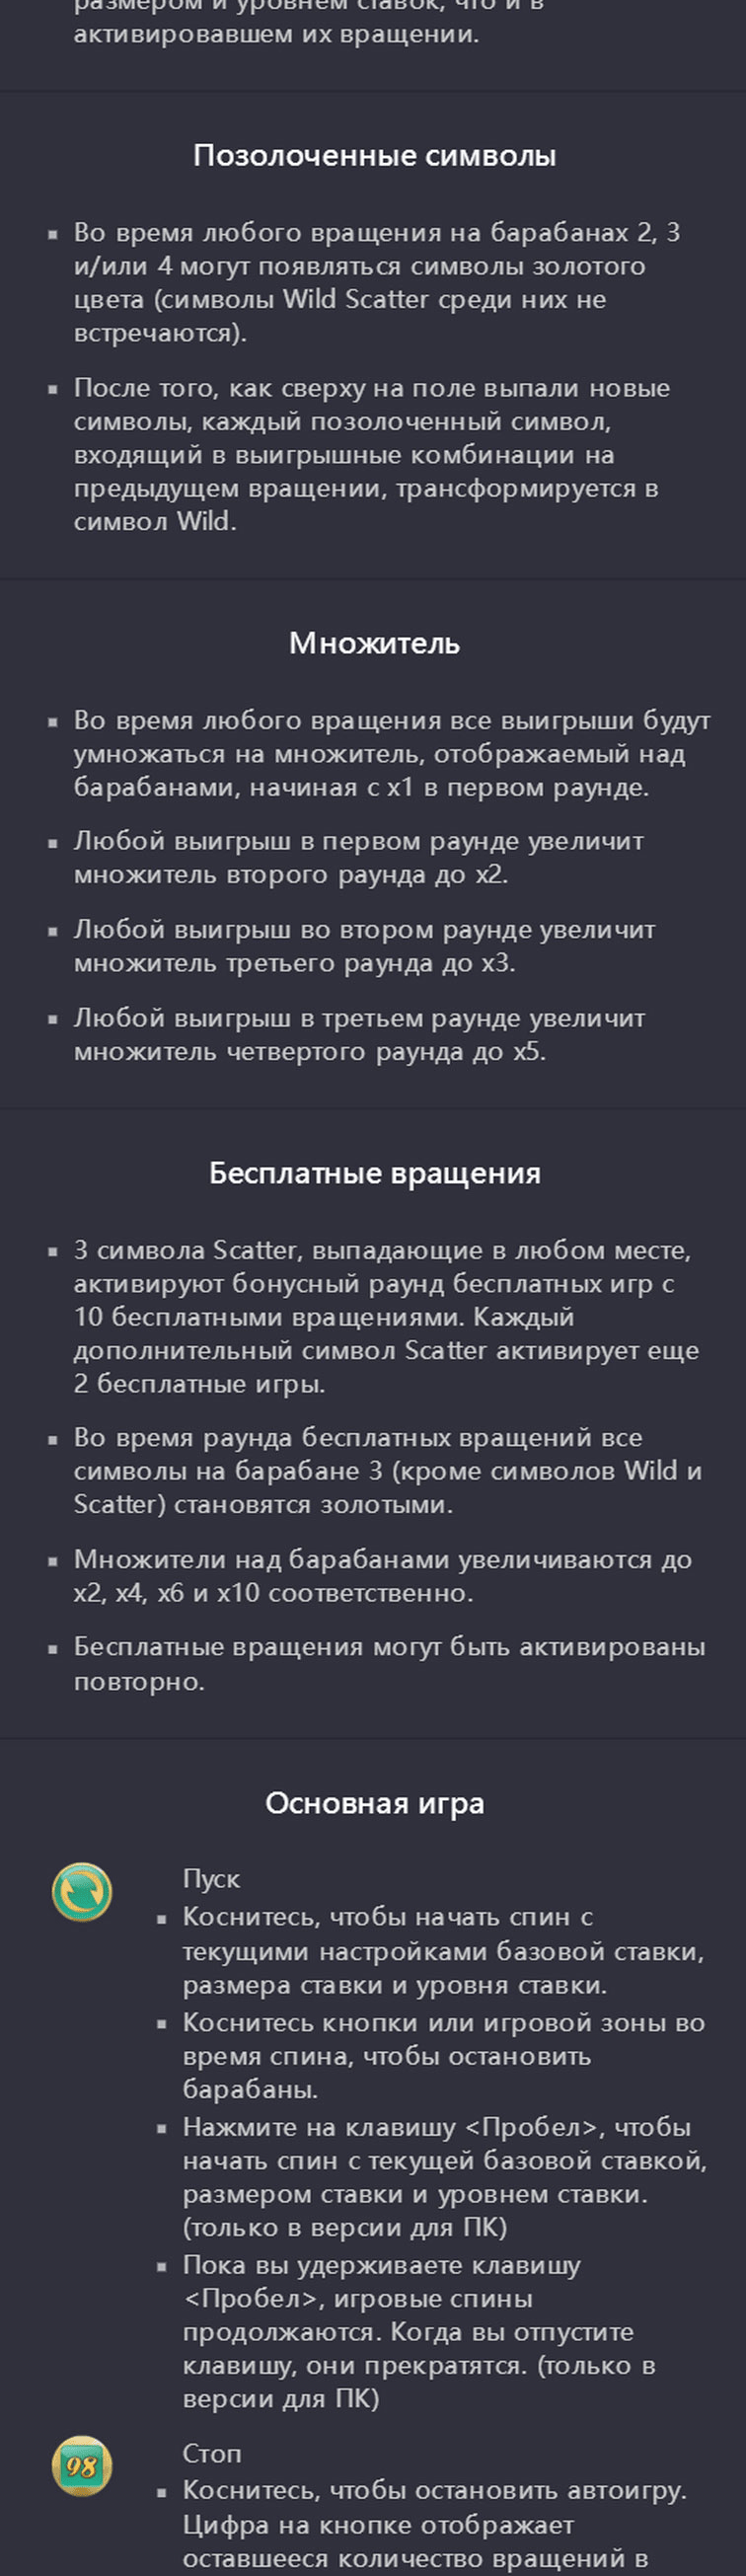 размером и уровнем ставок, что и в
активировавшем их вращении.
Позолоченные символы
▪ Во время любого вращения на барабанах 2, 3
и/или 4 могут появляться символы золотого
цвета (символы Wild Scatter среди них не
встречаются).
▪ После того, как сверху на поле выпали новые
символы, каждый позолоченный символ,
входящий в выигрышные комбинации на
предыдущем вращении, трансформируется в
символ Wild.
Множитель
▪ Во время любого вращения все выигрыши будут
умножаться на множитель, отображаемый над
барабанами, начиная с x1 в первом раунде.
▪ Любой выигрыш в первом раунде увеличит
множитель второго раунда до x2.
▪ Любой выигрыш во втором раунде увеличит
множитель третьего раунда до x3.
▪ Любой выигрыш в третьем раунде увеличит
множитель четвертого раунда до x5.
Бесплатные вращения
▪ 3 символа Scatter, выпадающие в любом месте,
активируют бонусный раунд бесплатных игр с
10 бесплатными вращениями. Каждый
дополнительный символ Scatter активирует еще
2 бесплатные игры.
▪ Во время раунда бесплатных вращений все
символы на барабане 3 (кроме символов Wild и
Scatter) становятся золотыми.
▪ Множители над барабанами увеличиваются до
x2, x4, x6 и x10 соответственно.
▪ Бесплатные вращения могут быть активированы
повторно.
Основная игра
Пуск
▪ Коснитесь, чтобы начать спин с
текущими настройками базовой ставки,
размера ставки и уровня ставки.
▪ Коснитесь кнопки или игровой зоны во
время спина, чтобы остановить
барабаны.
▪ Нажмите на клавишу <Пробел>, чтобы
начать спин с текущей базовой ставкой,
размером ставки и уровнем ставки.
(только в версии для ПК)
▪ Пока вы удерживаете клавишу
<Пробел>, игровые спины
продолжаются. Когда вы отпустите
клавишу, они прекратятся. (только в
версии для ПК)
98
Стоп
▪ Коснитесь, чтобы остановить автоигру.
Цифра на кнопке отображает
оставшееся количество вращений в